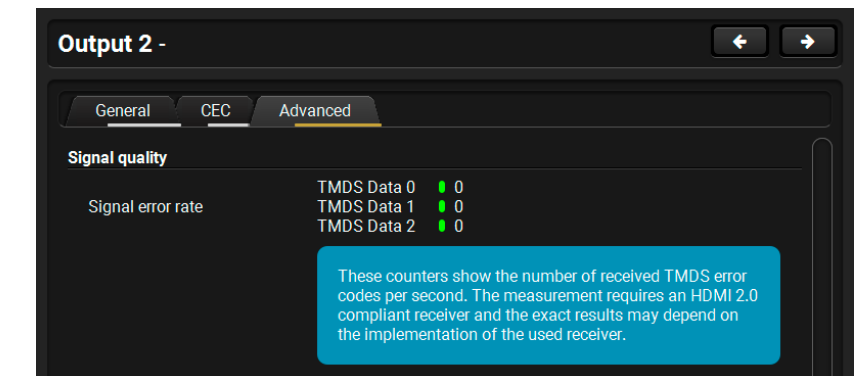 Output 2 -
General CEC Advanced
Signal quality
Signal error rate
TMDS Data 0 0
TMDS Data 1 0
TMDS Data 2 0
These counters show the number of received TMDS error
codes per second. The measurement requires an HDMI 2.0
compliant receiver and the exact results may depend on
the implementation of the used receiver.